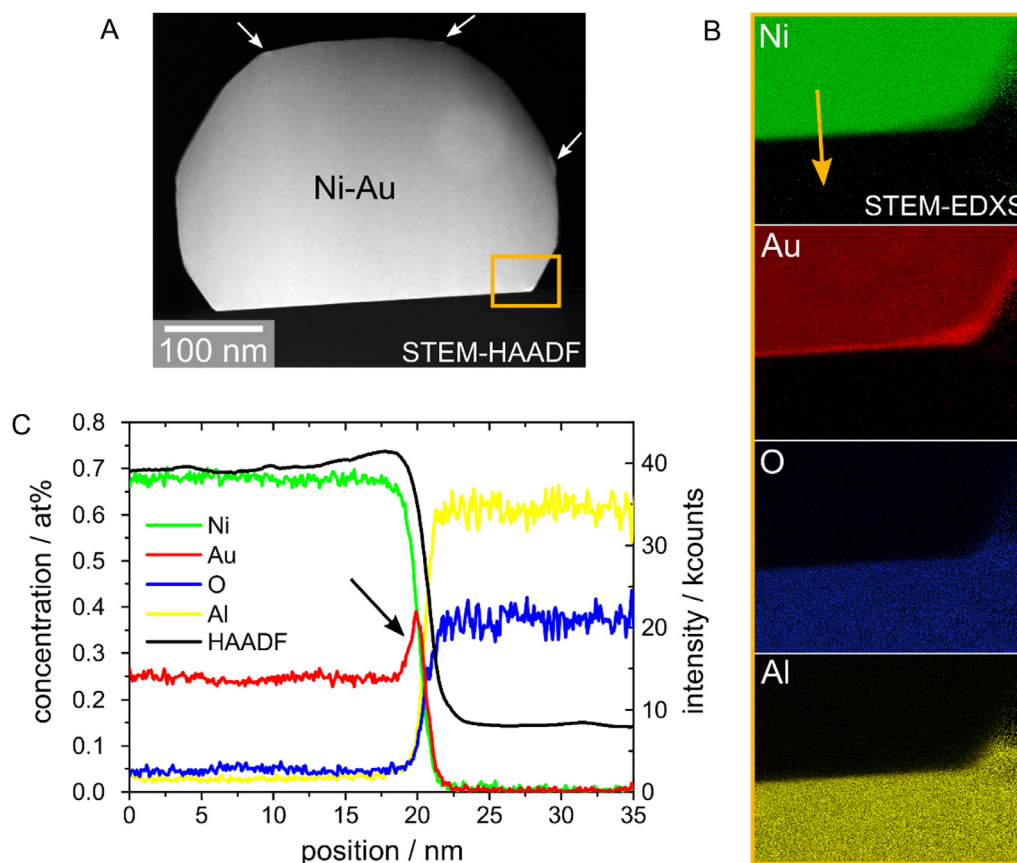 A
Ni-Au
100 nm
STEM-HAADF
B
Ni
STEM-EDXS
Au
O
Al
C
concentration / at%
0.8
0.7
0.6
0.5
0.4
0.3
0.2
0.1
0.0
Ni
Au
O
Al
HAADF
40
30
20
10
0
intensity / kcounts
0 5 10 15 20 25 30 35
position / nm